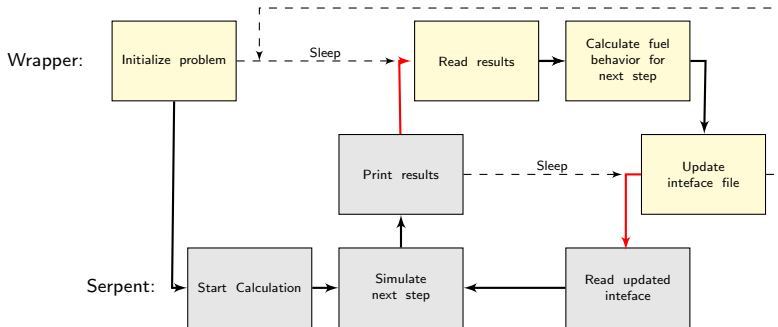 Wrapper:
Initialize problem
Sleep
Read results
Calculate fuel
behavior for
next step
Print results
Sleep
Update
inteface file
Serpent:
Start Calculation
Simulate
next step
Read updated
inteface